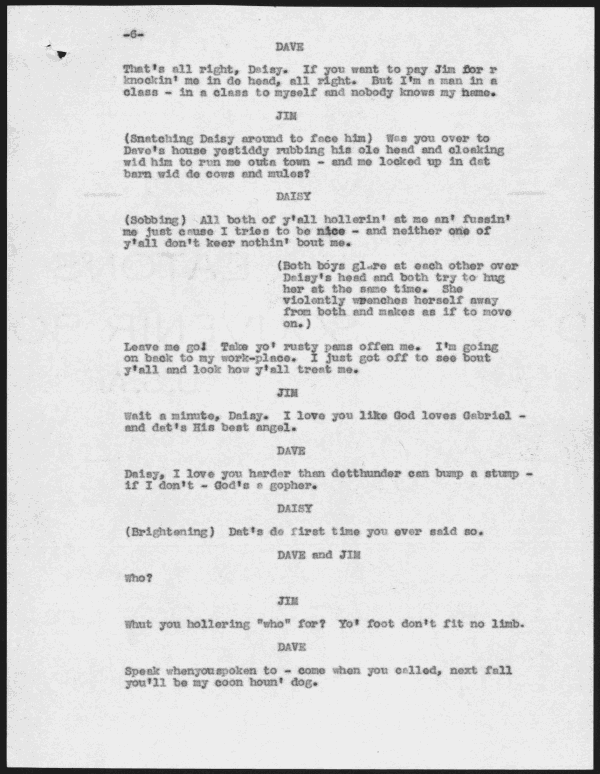 -6-
DAVE
That's all right, Daisy. If you want to pay Jim for r
knockin' me in de head, all right. But I'm a man in a
class - in a class to myself and nobody knows my name.
JIM
(Snatching Daisy around to face him) Was you over to
Dave's house yestiddy rubbing his ole head and cloaking
wid him to run me outa town - and me locked up in dat
barn wid de cows and mules?
DAISY
(Sobbing) All both of y'all hollerin' at me an' fussin'
me just cause I tries to be nice - and neither one of
y'all don't keer nothin' bout me.
(Both boys glare at each other over
Daisy's head and both try to hug
her at the same time. She
violently wrenches herself away
from both and makes as if to move
on.)
Leave me go! Take yo' rusty pams offen me. I'm going
on back to my work-place. I just got off to see bout
y'all and look how y'all treat me.
JIM
Wait a minute, Daisy. I love you like God loves Gabriel -
and dat's His best angel.
DAVE
Daisy, I love you harder than detthunder can bump a stump -
if I don't - God's a gopher.
DAISY
(Brightening) Dat's de first time you ever said so.
DAVE and JIM
Who?
JIM
Whut you hollering "who" for? Yo' foot don't fit no limb.
DAVE
Speak whenyouspoken to - come when you called, next fall
you'll be my coon houn' dog.